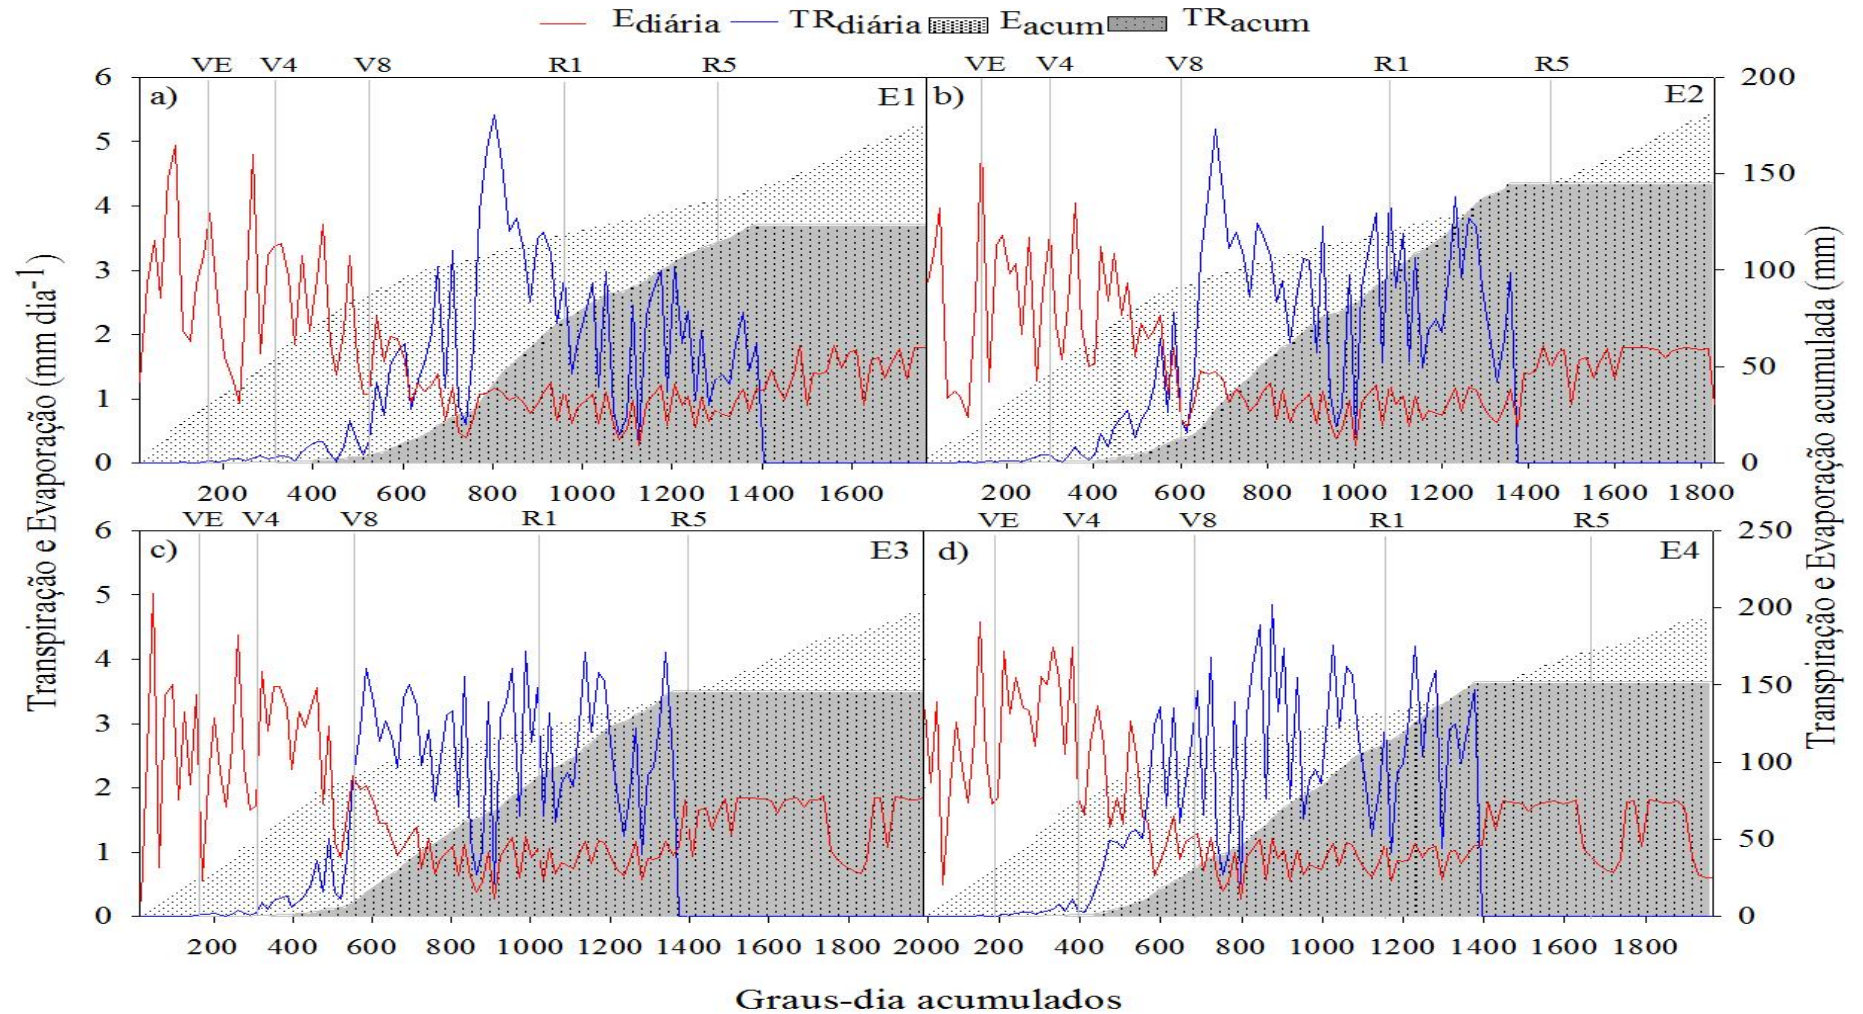 Ediária TRdiária Eacum TRacum
VE V4 V8 R1 R5 VE V4 V8 R1 R5
a) E1 b) E2
6 5 4 3 2 1 0
200 150 100 50 0
200 400 600 800 1000 1200 1400 1600 200 400 600 800 1000 1200 1400 1600 1800
VE V4 V8 R1 R5 VE V4 V8 R1 R5
c) E3 d) E4
6 5 4 3 2 1 0
250 200 150 100 50 0
200 400 600 800 1000 1200 1400 1600 1800 200 0 200 400 600 800 1000 1200 1400 1600 1800
Transpiração e Evaporação (mm dia-1)
Transpiração e Evaporação acumulada (mm)
Graus-dia acumulados